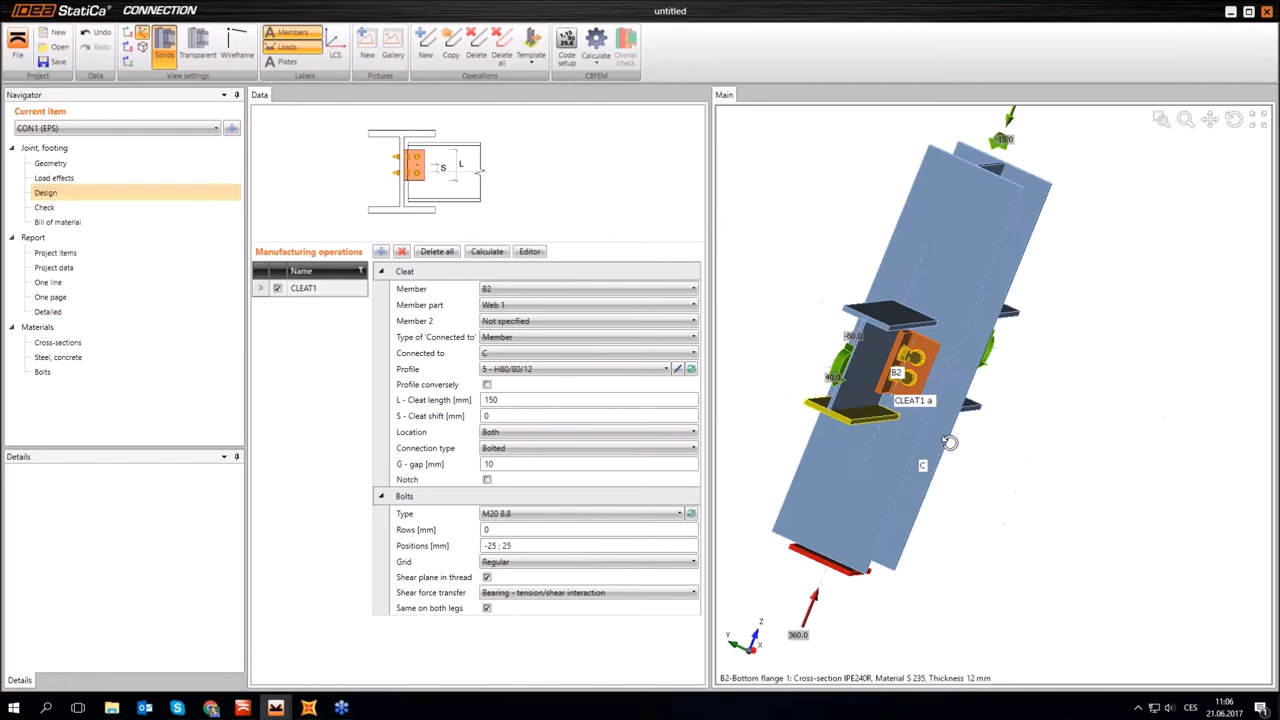 IDEA StatiCa® CONNECTION
untitled
File
New
Open
Save
Project
Undo
Redo
Data
Solids
Transparent
Wireframe
View settings
Members
Loads
Plates
LCS
Labels
New
Gallery
Pictures
New
Copy
Delete
Delete all
Template
Operations
Code setup
Calculate
Overall check
CBFEM
Navigator
Current item
CON1 (EPS)
Joint, footing
Geometry
Load effects
Design
Check
Bill of material
Report
Project items
Project data
One line
One page
Detailed
Materials
Cross-sections
Steel, concrete
Bolts
Details
Details
Data
S
L
Manufacturing operations
Delete all
Calculate
Editor
Name
CLEAT1
Cleat
Member B2
Member part Web 1
Member 2 Not specified
Type of 'Connected to' Member
Connected to C
Profile 5 - H80/80/12
Profile conversely
L - Cleat length [mm] 150
S - Cleat shift [mm] 0
Location Both
Connection type Bolted
G - gap [mm] 10
Notch
Bolts
Type M20 8.8
Rows [mm] 0
Positions [mm] -25 ; 25
Grid Regular
Shear plane in thread
Shear force transfer Bearing - tension/shear interaction
Same on both legs
Main
-15.0
-80.0
40.0
B2
CLEAT1 a
C
360.0
Z
Y
X
B2-Bottom flange 1: Cross-section IPE240R, Material S 235, Thickness 12 mm
CES
11:06
21.06.2017